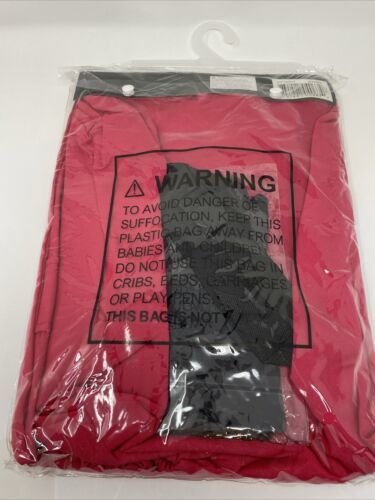 ⚠ WARNING
TO AVOID DANGER OF
SUFFOCATION, KEEP THIS
PLASTIC BAG AWAY FROM
BABIES AND CHILDREN.
DO NOT USE THIS BAG IN
CRIBS, BEDS, CARRIAGES
OR PLAY PENS.
THIS BAG IS NOT